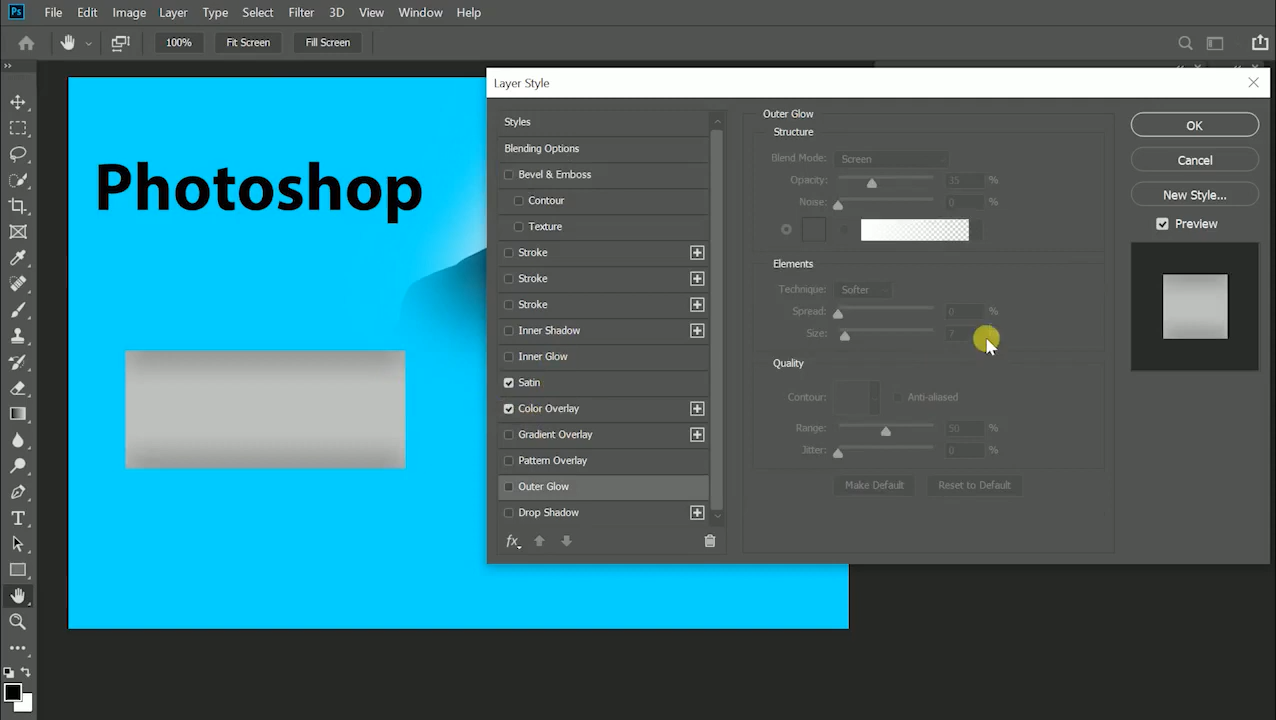 Ps File Edit Image Layer Type Select Filter 3D View Window Help
100% Fit Screen Fill Screen
Photoshop
Layer Style
Styles
Blending Options
Bevel & Emboss
Contour
Texture
Stroke
Stroke
Stroke
Inner Shadow
Inner Glow
Satin
Color Overlay
Gradient Overlay
Pattern Overlay
Outer Glow
Drop Shadow
fx
Outer Glow
Structure
Blend Mode: Screen
Opacity: 35 %
Noise: 0 %
Elements
Technique: Softer
Spread: 0 %
Size: 7
Quality
Contour: Anti-aliased
Range: 50 %
Jitter: 0 %
Make Default Reset to Default
OK
Cancel
New Style...
Preview